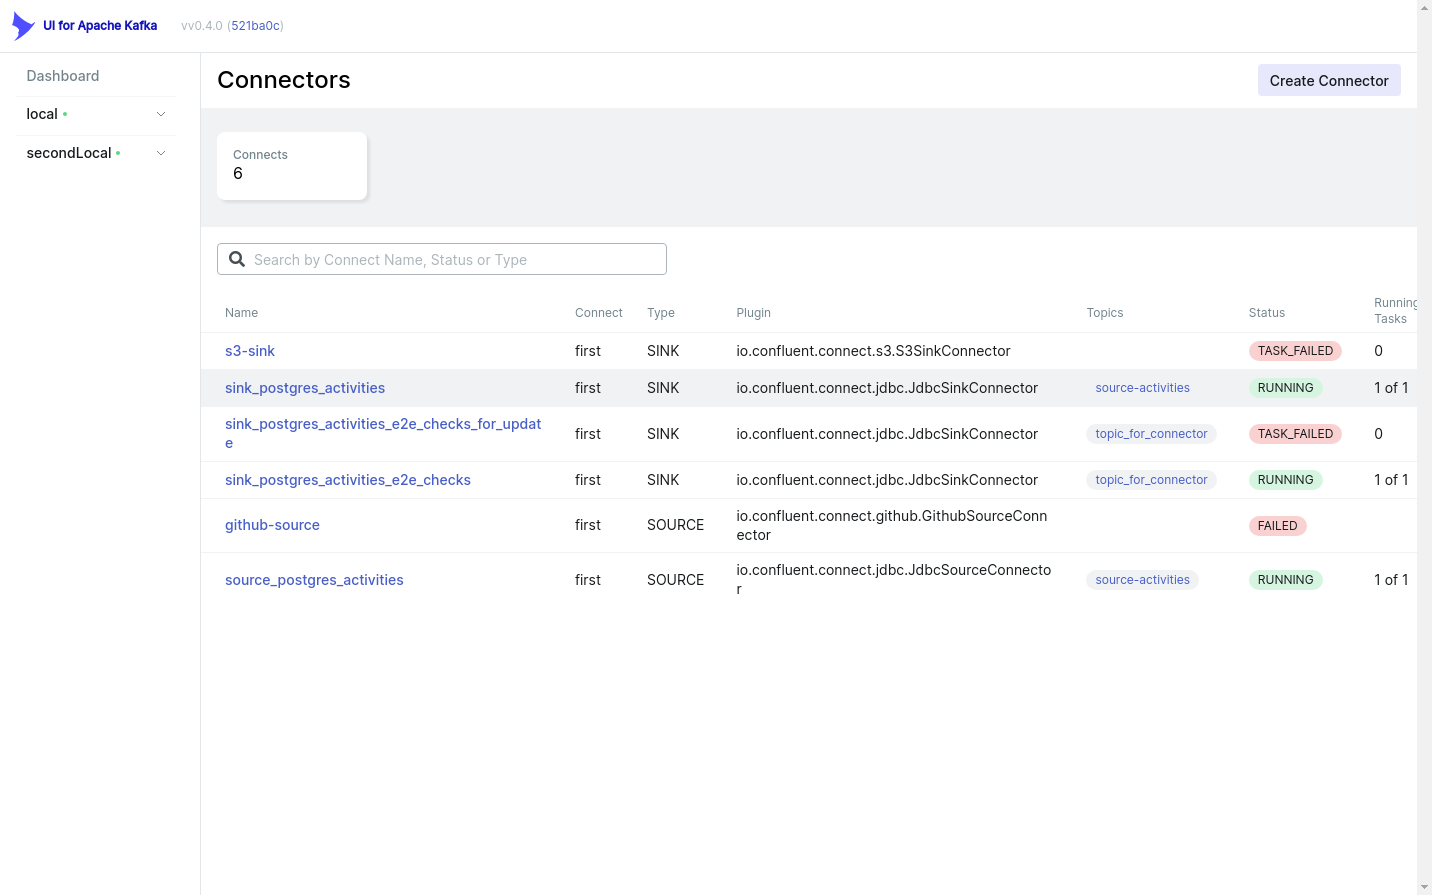 UI for Apache Kafka vv0.4.0 (521ba0c)
Dashboard
local
secondLocal
Connectors
Create Connector
Connects
6
Search by Connect Name, Status or Type
Name Connect Type Plugin Topics Status Running
Tasks
s3-sink first SINK io.confluent.connect.s3.S3SinkConnector TASK_FAILED 0
sink_postgres_activities first SINK io.confluent.connect.jdbc.JdbcSinkConnector source-activities RUNNING 1 of 1
sink_postgres_activities_e2e_checks_for_updat
e first SINK io.confluent.connect.jdbc.JdbcSinkConnector topic_for_connector TASK_FAILED 0
sink_postgres_activities_e2e_checks first SINK io.confluent.connect.jdbc.JdbcSinkConnector topic_for_connector RUNNING 1 of 1
github-source first SOURCE io.confluent.connect.github.GithubSourceConn
ector FAILED
source_postgres_activities first SOURCE io.confluent.connect.jdbc.JdbcSourceConnecto
r source-activities RUNNING 1 of 1